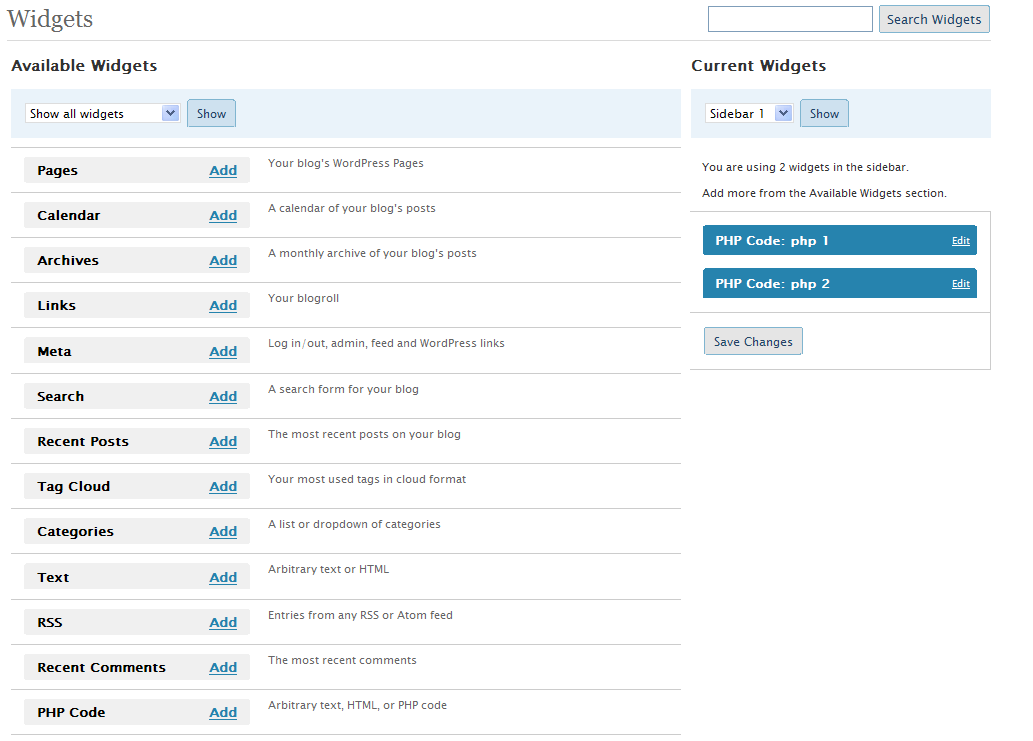 Widgets
Search Widgets
Available Widgets
Show all widgets Show
Pages Add Your blog's WordPress Pages
Calendar Add A calendar of your blog's posts
Archives Add A monthly archive of your blog's posts
Links Add Your blogroll
Meta Add Log in/out, admin, feed and WordPress links
Search Add A search form for your blog
Recent Posts Add The most recent posts on your blog
Tag Cloud Add Your most used tags in cloud format
Categories Add A list or dropdown of categories
Text Add Arbitrary text or HTML
RSS Add Entries from any RSS or Atom feed
Recent Comments Add The most recent comments
PHP Code Add Arbitrary text, HTML, or PHP code
Current Widgets
Sidebar 1 Show
You are using 2 widgets in the sidebar.
Add more from the Available Widgets section.
PHP Code: php 1 Edit
PHP Code: php 2 Edit
Save Changes